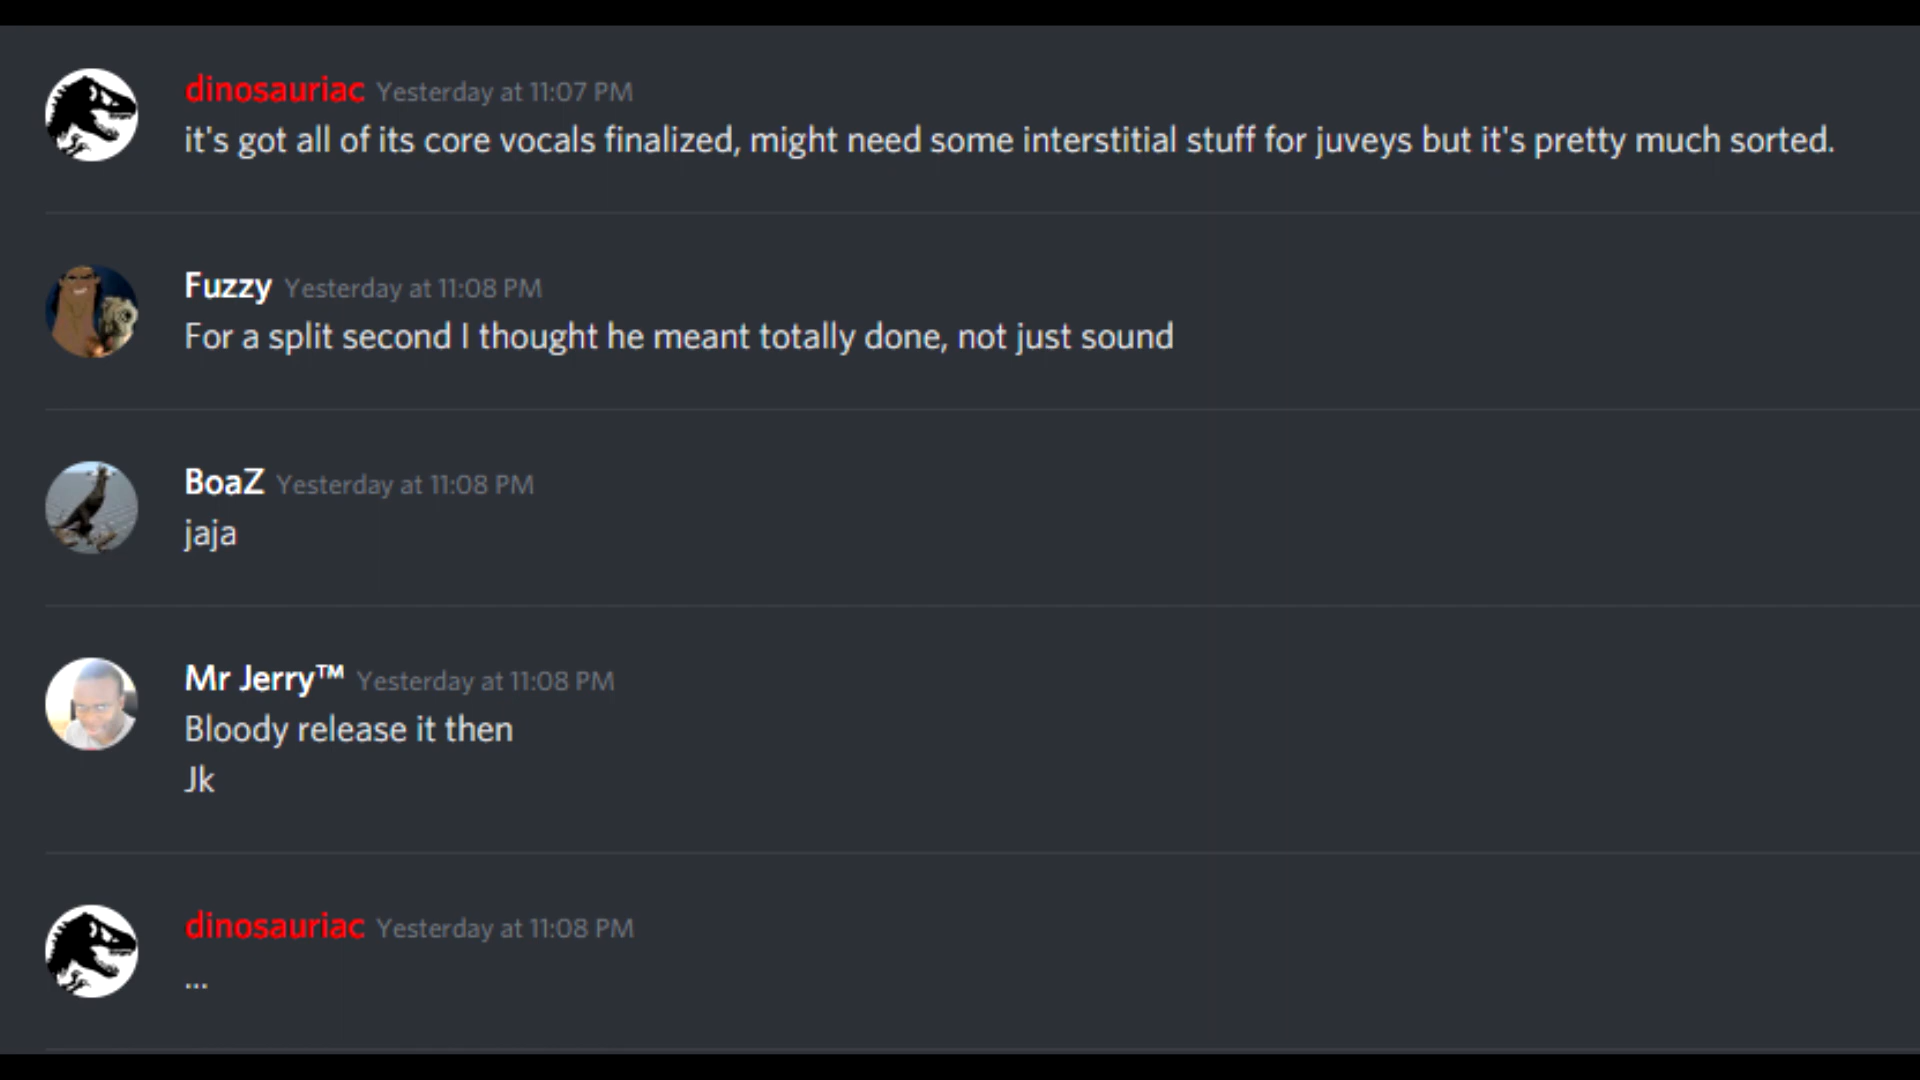 dinosauriac Yesterday at 11:07 PM
it's got all of its core vocals finalized, might need some interstitial stuff for juveys but it's pretty much sorted.
Fuzzy Yesterday at 11:08 PM
For a split second I thought he meant totally done, not just sound
BoaZ Yesterday at 11:08 PM
jaja
Mr Jerry™ Yesterday at 11:08 PM
Bloody release it then
Jk
dinosauriac Yesterday at 11:08 PM
...